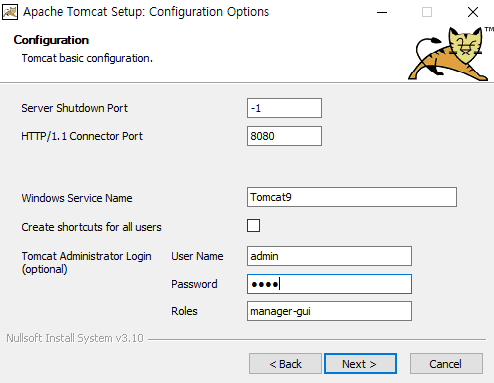 Apache Tomcat Setup: Configuration Options
Configuration
Tomcat basic configuration.
TM
Server Shutdown Port -1
HTTP/1.1 Connector Port 8080
Windows Service Name Tomcat9
Create shortcuts for all users
Tomcat Administrator Login
(optional)
User Name admin
Password ●●●●
Roles manager-gui
Nullsoft Install System v3.10
< Back Next > Cancel